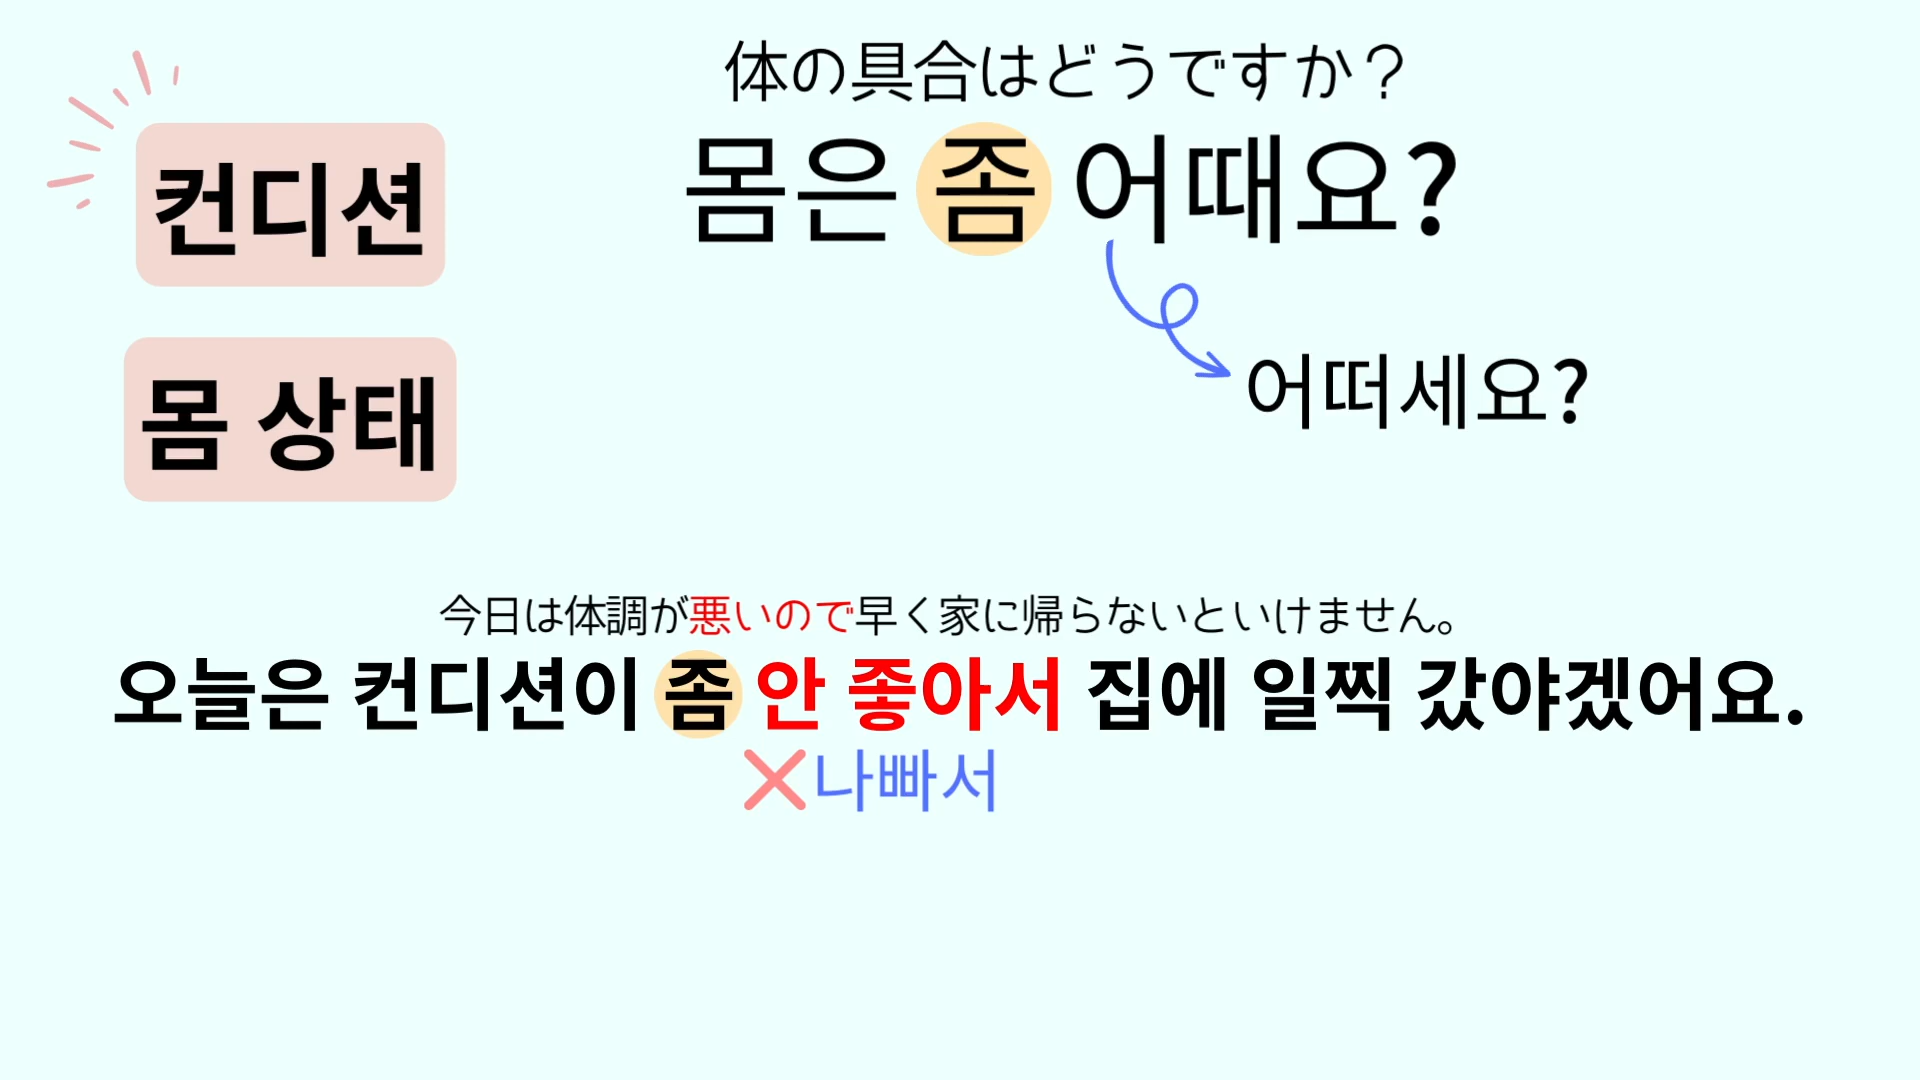 体の具合はどうですか？
컨디션
몸은 좀 어때요?
몸 상태
어떠세요?
今日は体調が悪いので早く家に帰らないといけません。
오늘은 컨디션이 좀 안 좋아서 집에 일찍 갔야겠어요.
❌나빠서